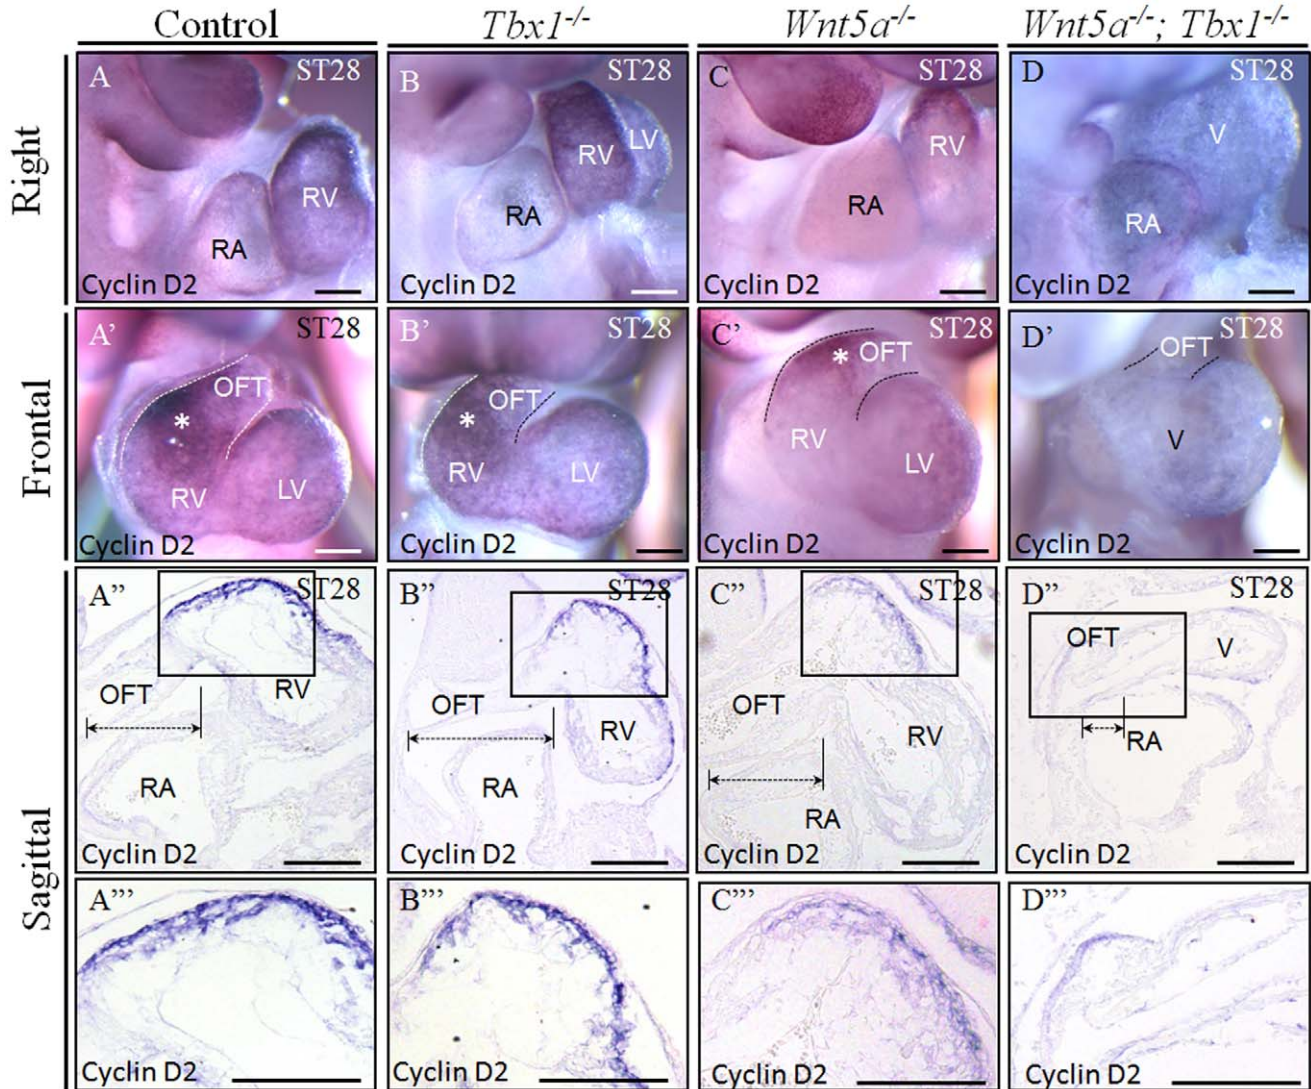 Control Tbx1-/- Wnt5a-/- Wnt5a-/-; Tbx1-/-
Right
A ST28 RV RA Cyclin D2
B ST28 LV RV RA Cyclin D2
C ST28 RV RA Cyclin D2
D ST28 V RA Cyclin D2
Frontal
A’ ST28 OFT * RV LV Cyclin D2
B’ ST28 OFT * RV LV Cyclin D2
C’ ST28 * OFT RV LV Cyclin D2
D’ ST28 OFT V Cyclin D2
Sagittal
A” ST28 OFT RV RA Cyclin D2
B” ST28 OFT RV RA Cyclin D2
C” ST28 OFT RV RA Cyclin D2
D” ST28 OFT V RA Cyclin D2
A”’ Cyclin D2
B”’ Cyclin D2
C”’ Cyclin D2
D”’ Cyclin D2